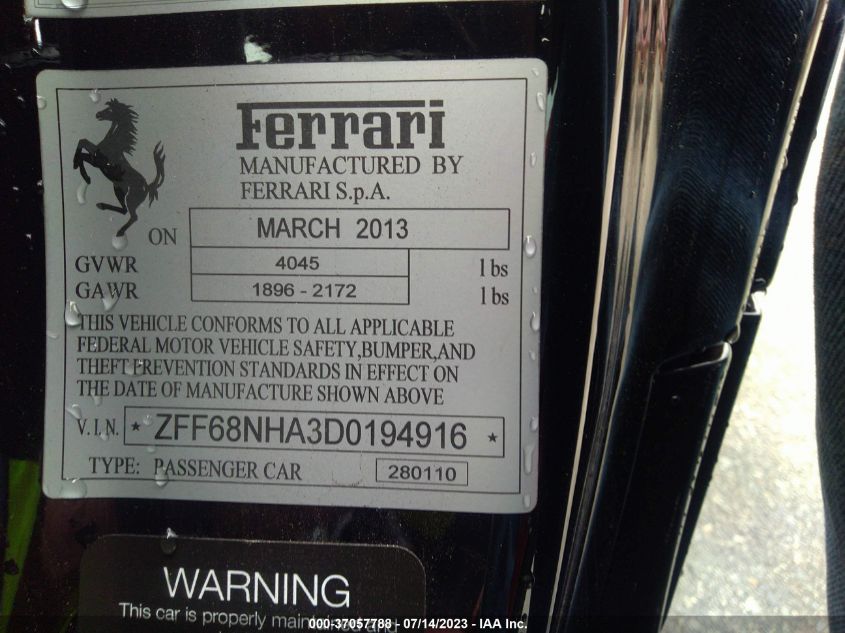 Ferrari
MANUFACTURED BY
FERRARI S.p.A.
ON MARCH 2013
GVWR 4045 lbs
GAWR 1896 - 2172 lbs
THIS VEHICLE CONFORMS TO ALL APPLICABLE
FEDERAL MOTOR VEHICLE SAFETY,BUMPER,AND
THEFT PREVENTION STANDARDS IN EFFECT ON
THE DATE OF MANUFACTURE SHOWN ABOVE
V.I.N. * ZFF68NHA3D0194916 *
TYPE: PASSENGER CAR 280110
WARNING
This car is properly maintained and
000-37057788 - 07/14/2023 - IAA Inc.